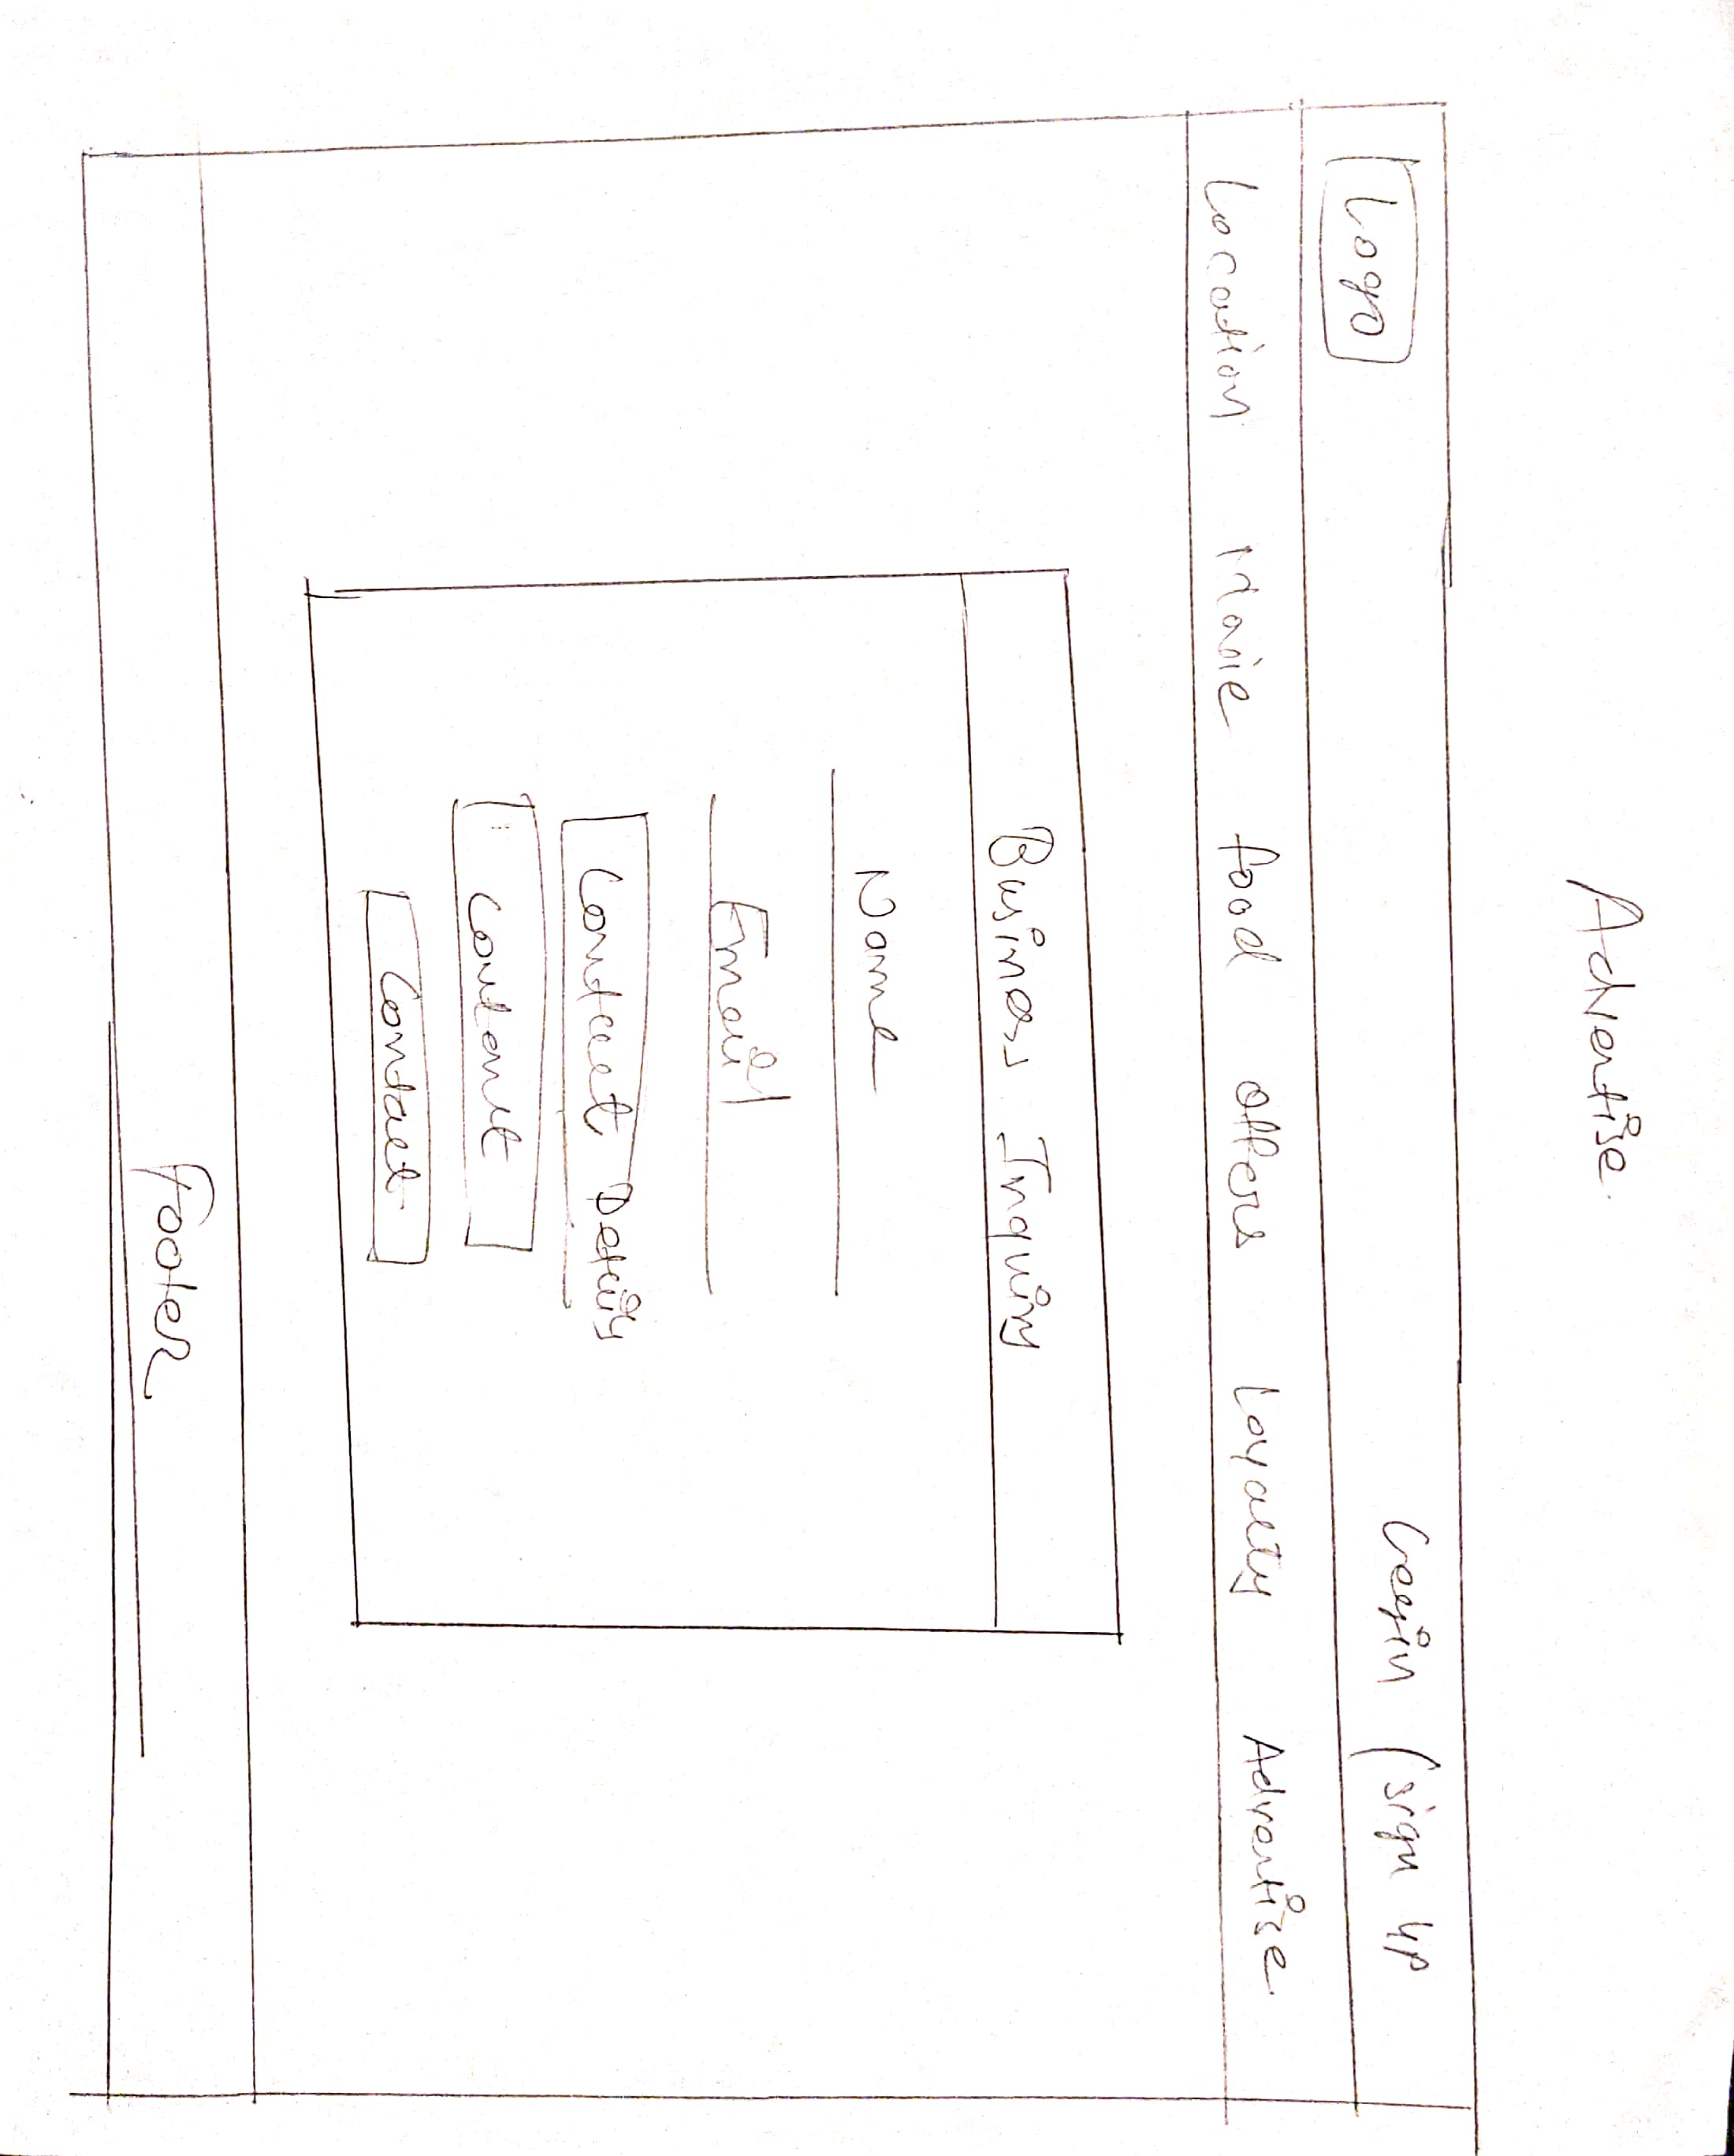 Advertise.
Logo Login (sign up
Location Movie food offers Loyalty Adventise
Business Inquiry
Name
Email
Contact Details
Content
Contact
Footer